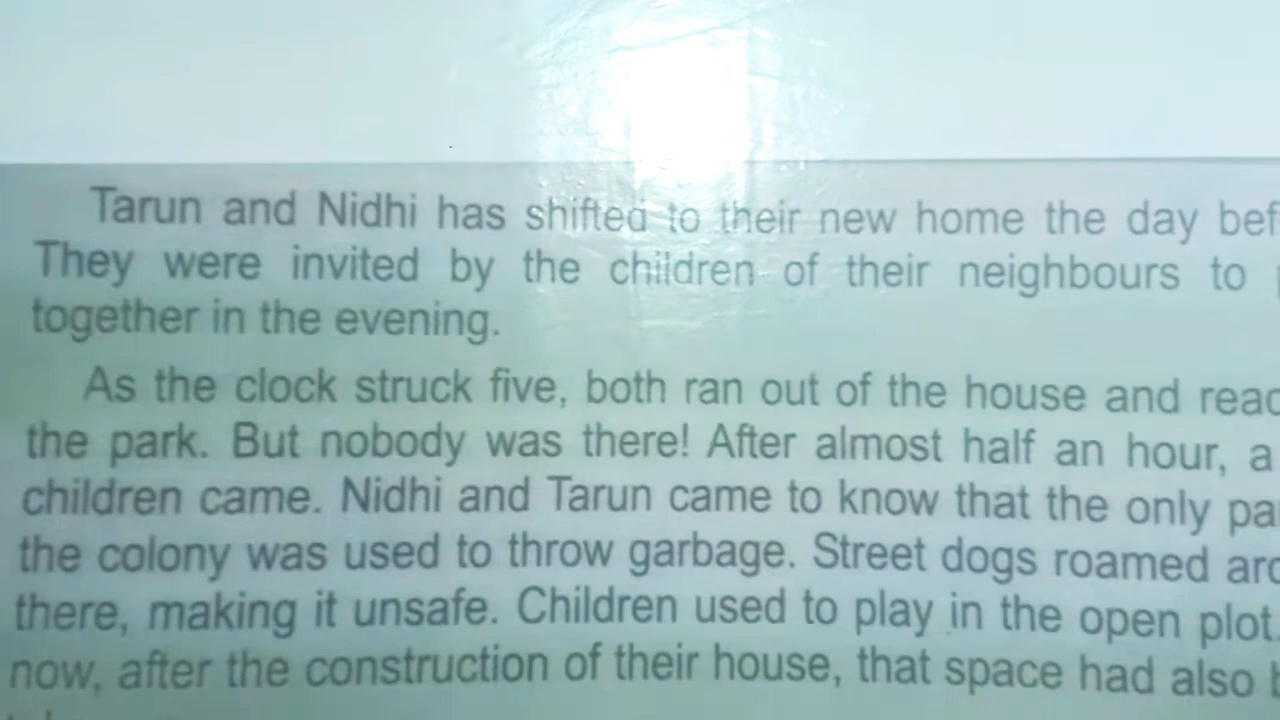 Tarun and Nidhi has shifted to their new home the day bef
They were invited by the children of their neighbours to
together in the evening.
As the clock struck five, both ran out of the house and reac
the park. But nobody was there! After almost half an hour, a
children came. Nidhi and Tarun came to know that the only pa
the colony was used to throw garbage. Street dogs roamed aro
there, making it unsafe. Children used to play in the open plot.
now, after the construction of their house, that space had also b